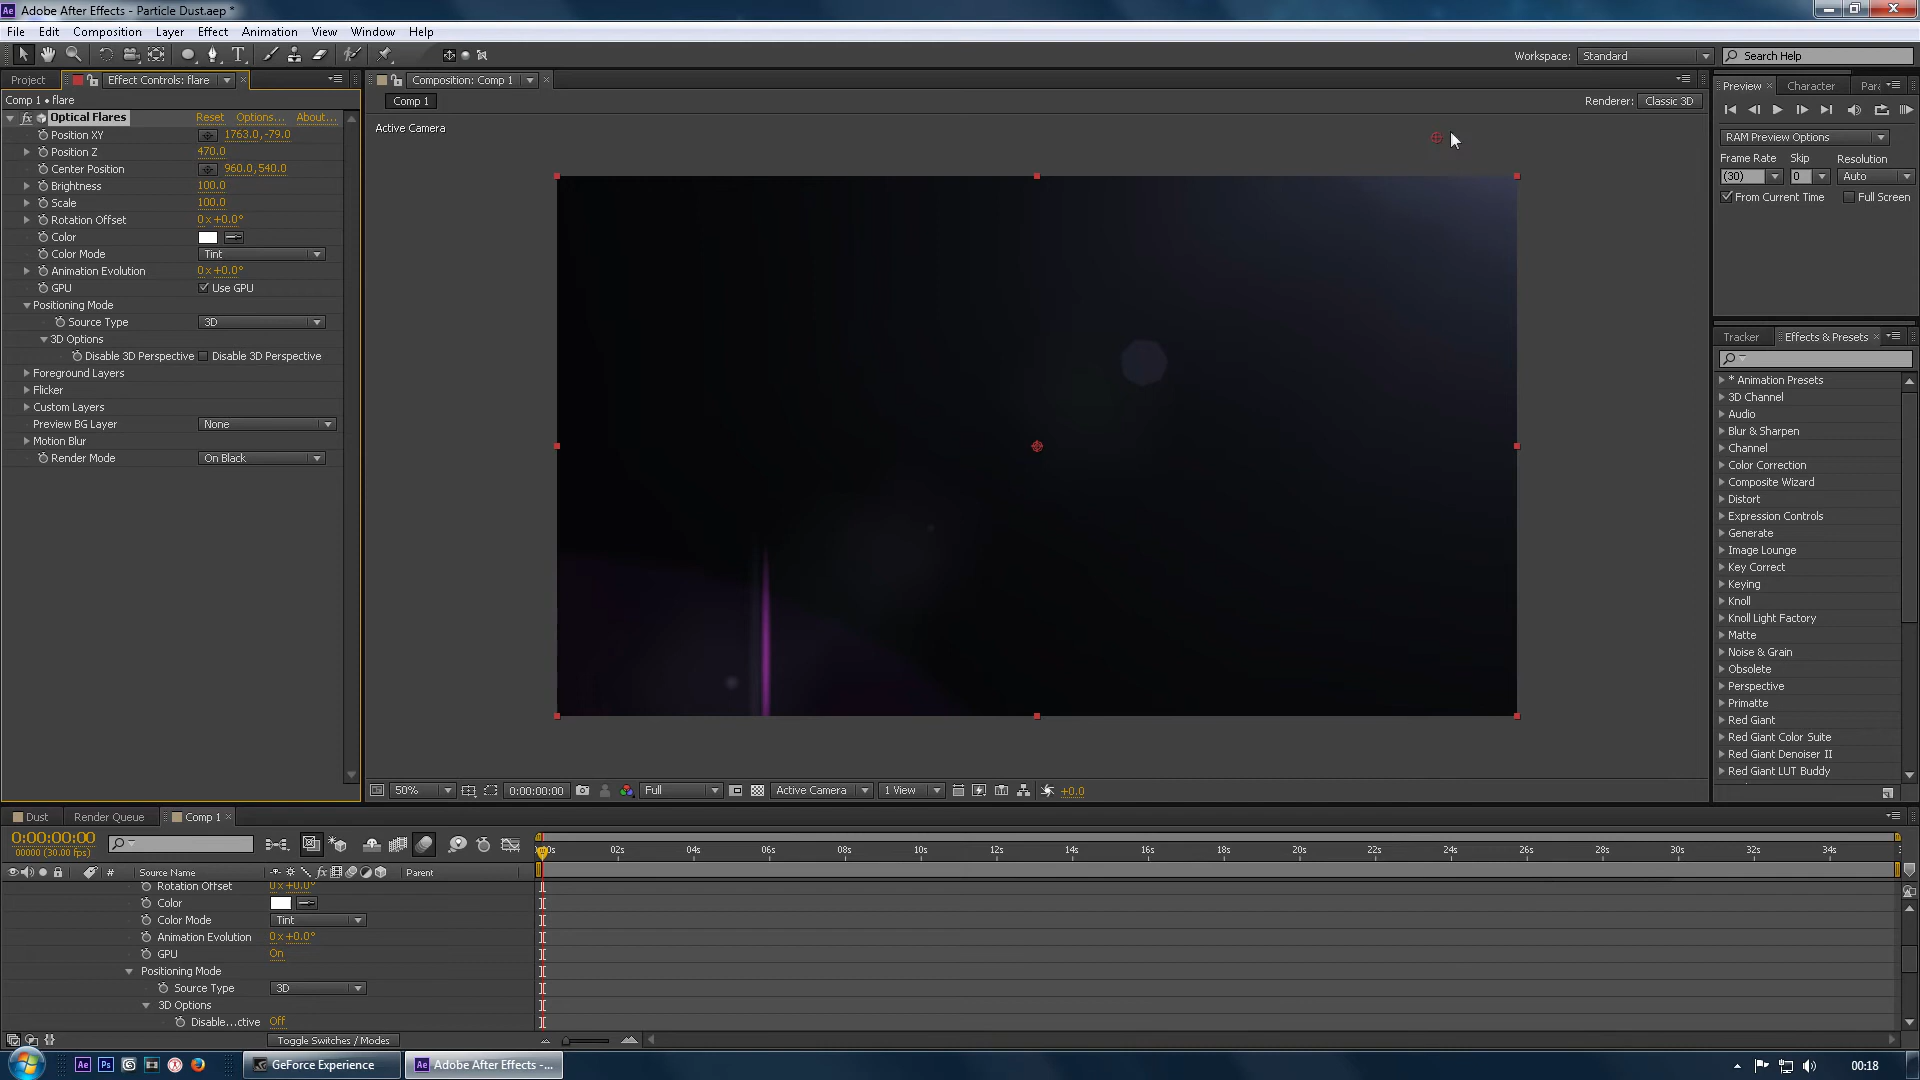 Adobe After Effects - Particle Dust.aep *
File Edit Composition Layer Effect Animation View Window Help
Workspace: Standard Search Help
Project Effect Controls: flare Composition: Comp 1 Preview Character Par
Comp 1 • flare Comp 1 Renderer: Classic 3D
Optical Flares Reset Options... About...
Position XY 1763.0,-79.0
Position Z 470.0
Center Position 960.0,540.0
Brightness 100.0
Scale 100.0
Rotation Offset 0x+0.0°
Color
Color Mode Tint
Animation Evolution 0x+0.0°
GPU Use GPU
Positioning Mode
Source Type 3D
3D Options
Disable 3D Perspective Disable 3D Perspective
Foreground Layers
Flicker
Custom Layers
Preview BG Layer None
Motion Blur
Render Mode On Black
Active Camera
50% 0:00:00:00 Full Active Camera 1 View +0.0
RAM Preview Options
Frame Rate Skip Resolution
(30) 0 Auto
From Current Time Full Screen
Tracker Effects & Presets
* Animation Presets
3D Channel
Audio
Blur & Sharpen
Channel
Color Correction
Composite Wizard
Distort
Expression Controls
Generate
Image Lounge
Key Correct
Keying
Knoll
Knoll Light Factory
Matte
Noise & Grain
Obsolete
Perspective
Primatte
Red Giant
Red Giant Color Suite
Red Giant Denoiser II
Red Giant LUT Buddy
Dust Render Queue Comp 1
0:00:00:00
00000 (30.00 fps)
02s 04s 06s 08s 10s 12s 14s 16s 18s 20s 22s 24s 26s 28s 30s 32s 34s
# Source Name Parent
Rotation Offset 0x+0.0°
Color
Color Mode Tint
Animation Evolution 0x+0.0°
GPU On
Positioning Mode
Source Type 3D
3D Options
Disable...ctive Off
Toggle Switches / Modes
GeForce Experience Adobe After Effects -... 00:18